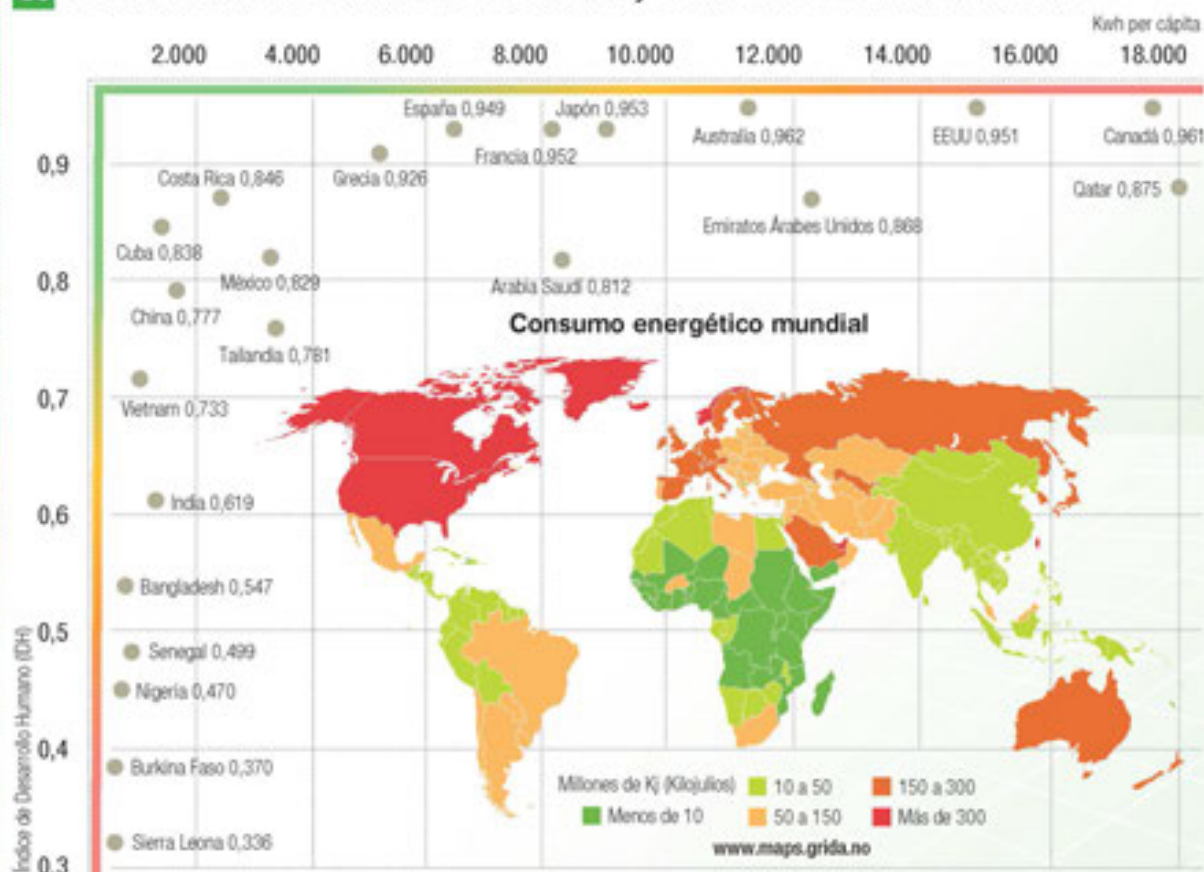 Kwh per cápita
2.000 4.000 6.000 8.000 10.000 12.000 14.000 16.000 18.000
España 0,949 Japón 0,953
Australia 0,962 EEUU 0,951 Canadá 0,961
Francia 0,952
0,9
Costa Rica 0,846 Grecia 0,926
Qatar 0,875
Emiratos Árabes Unidos 0,868
Cuba 0,838
0,8
México 0,829 Arabia Saudí 0,812
China 0,777
Consumo energético mundial
Tailandia 0,781
0,7
Vietnam 0,733
India 0,619
0,6
Bangladesh 0,547
0,5
Senegal 0,499
Nigeria 0,470
0,4
Burkina Faso 0,370
Sierra Leona 0,336
0,3
Índice de Desarrollo Humano (IDH)
Millones de Kj (Kilojulios) 10 a 50 150 a 300
Menos de 10 50 a 150 Más de 300
www.maps.grida.no